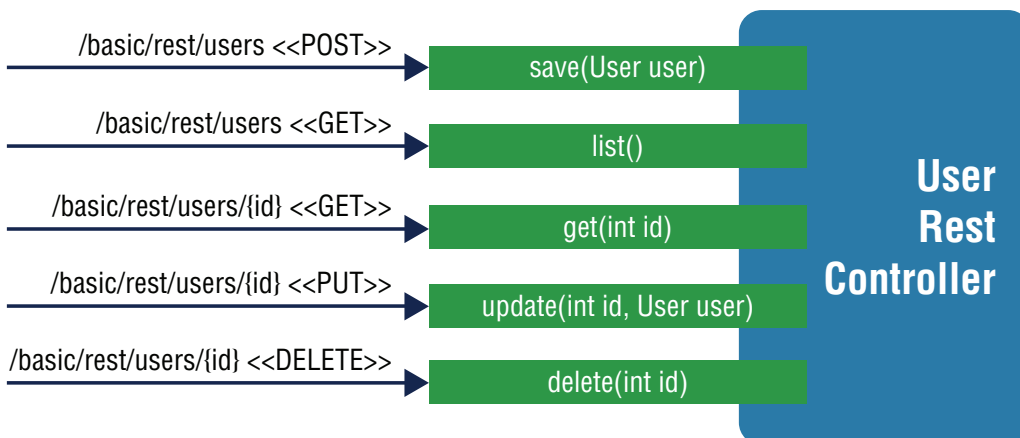 /basic/rest/users <<POST>>
save(User user)
/basic/rest/users <<GET>>
list()
/basic/rest/users/{id} <<GET>>
get(int id)
/basic/rest/users/{id} <<PUT>>
update(int id, User user)
/basic/rest/users/{id} <<DELETE>>
delete(int id)
User
Rest
Controller